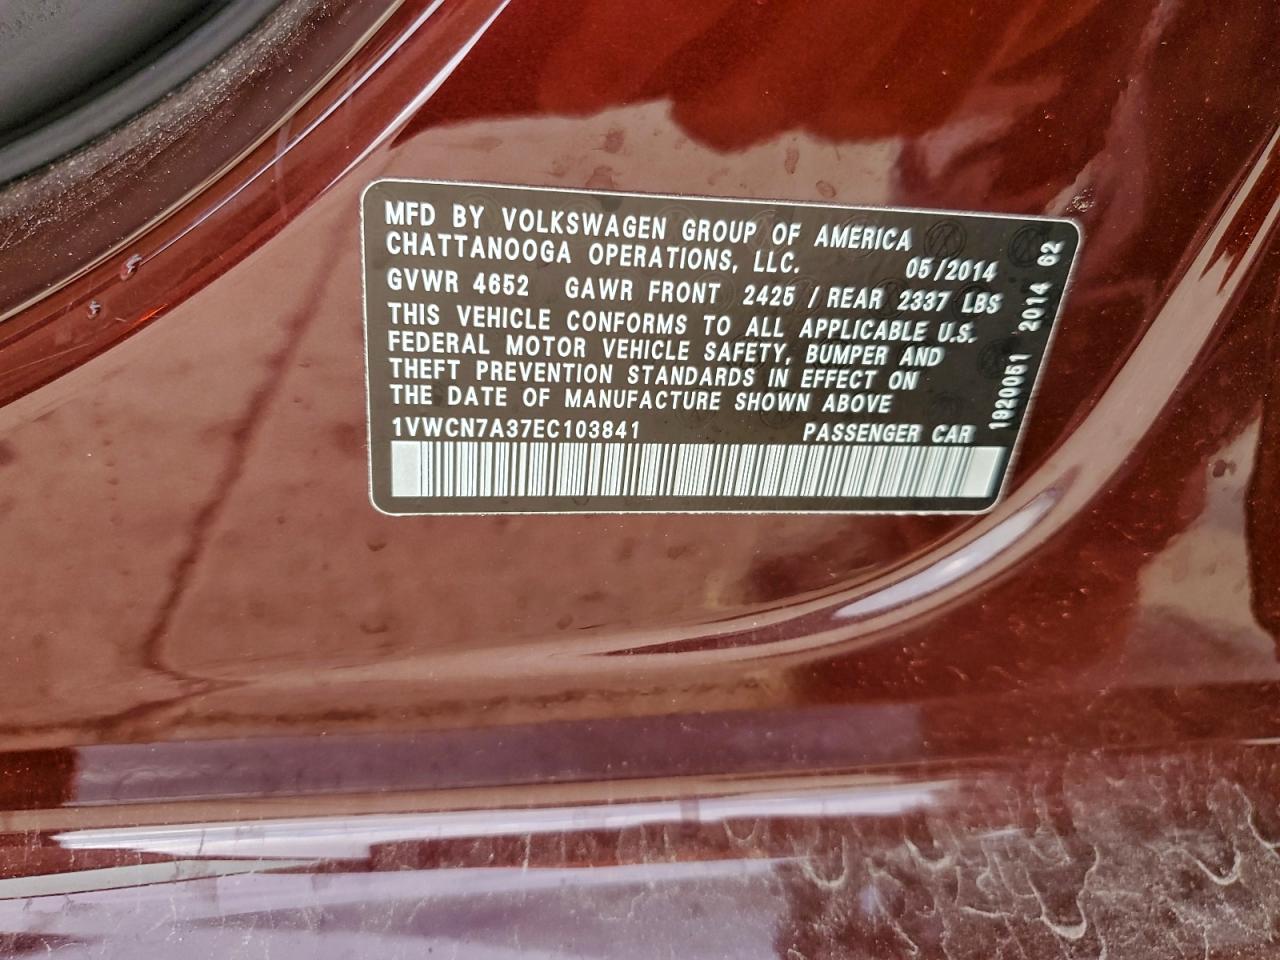 MFD BY VOLKSWAGEN GROUP OF AMERICA
CHATTANOOGA OPERATIONS, LLC.
05/2014
GVWR 4652 GAWR FRONT 2425 / REAR 2337 LBS
THIS VEHICLE CONFORMS TO ALL APPLICABLE U.S.
FEDERAL MOTOR VEHICLE SAFETY, BUMPER AND
THEFT PREVENTION STANDARDS IN EFFECT ON
THE DATE OF MANUFACTURE SHOWN ABOVE
1VWCN7A37EC103841 PASSENGER CAR
1920051 2014 62